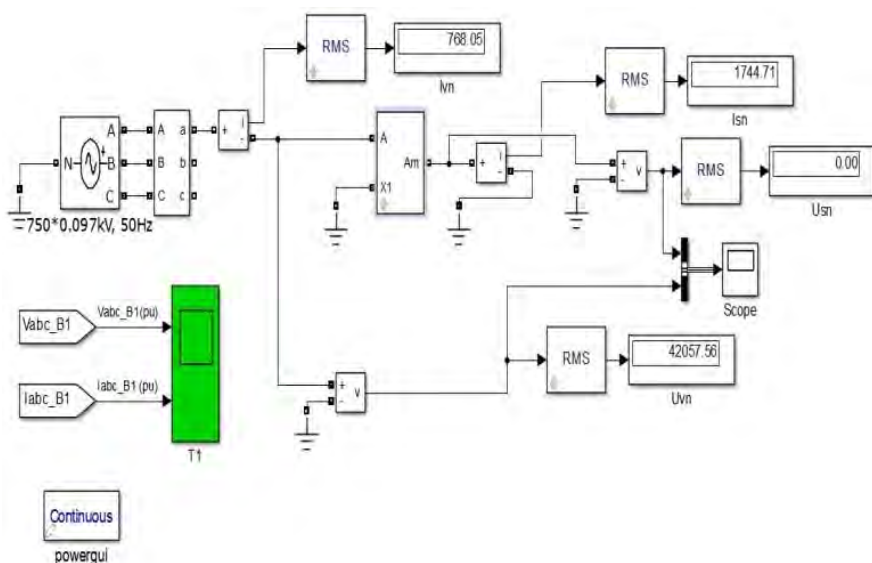 RMS
768.05
Ivn
RMS
1744.71
Isn
A
A
a
+
i
-
N
B
B
b
C
C
c
750*0.097kV, 50Hz
A
Am
X1
+
i
-
+
v
-
RMS
0.00
Usn
Scope
Vabc_B1
Vabc_B1(pu)
Iabc_B1
Iabc_B1 (pu)
T1
+
v
-
RMS
42057.56
Uvn
Continuous
powergui